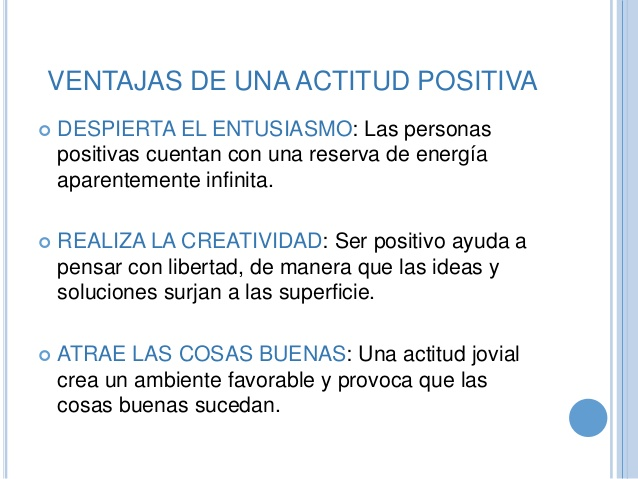 VENTAJAS DE UNA ACTITUD POSITIVA
DESPIERTA EL ENTUSIASMO: Las personas
positivas cuentan con una reserva de energía
aparentemente infinita.
REALIZA LA CREATIVIDAD: Ser positivo ayuda a
pensar con libertad, de manera que las ideas y
soluciones surjan a las superficie.
ATRAE LAS COSAS BUENAS: Una actitud jovial
crea un ambiente favorable y provoca que las
cosas buenas sucedan.